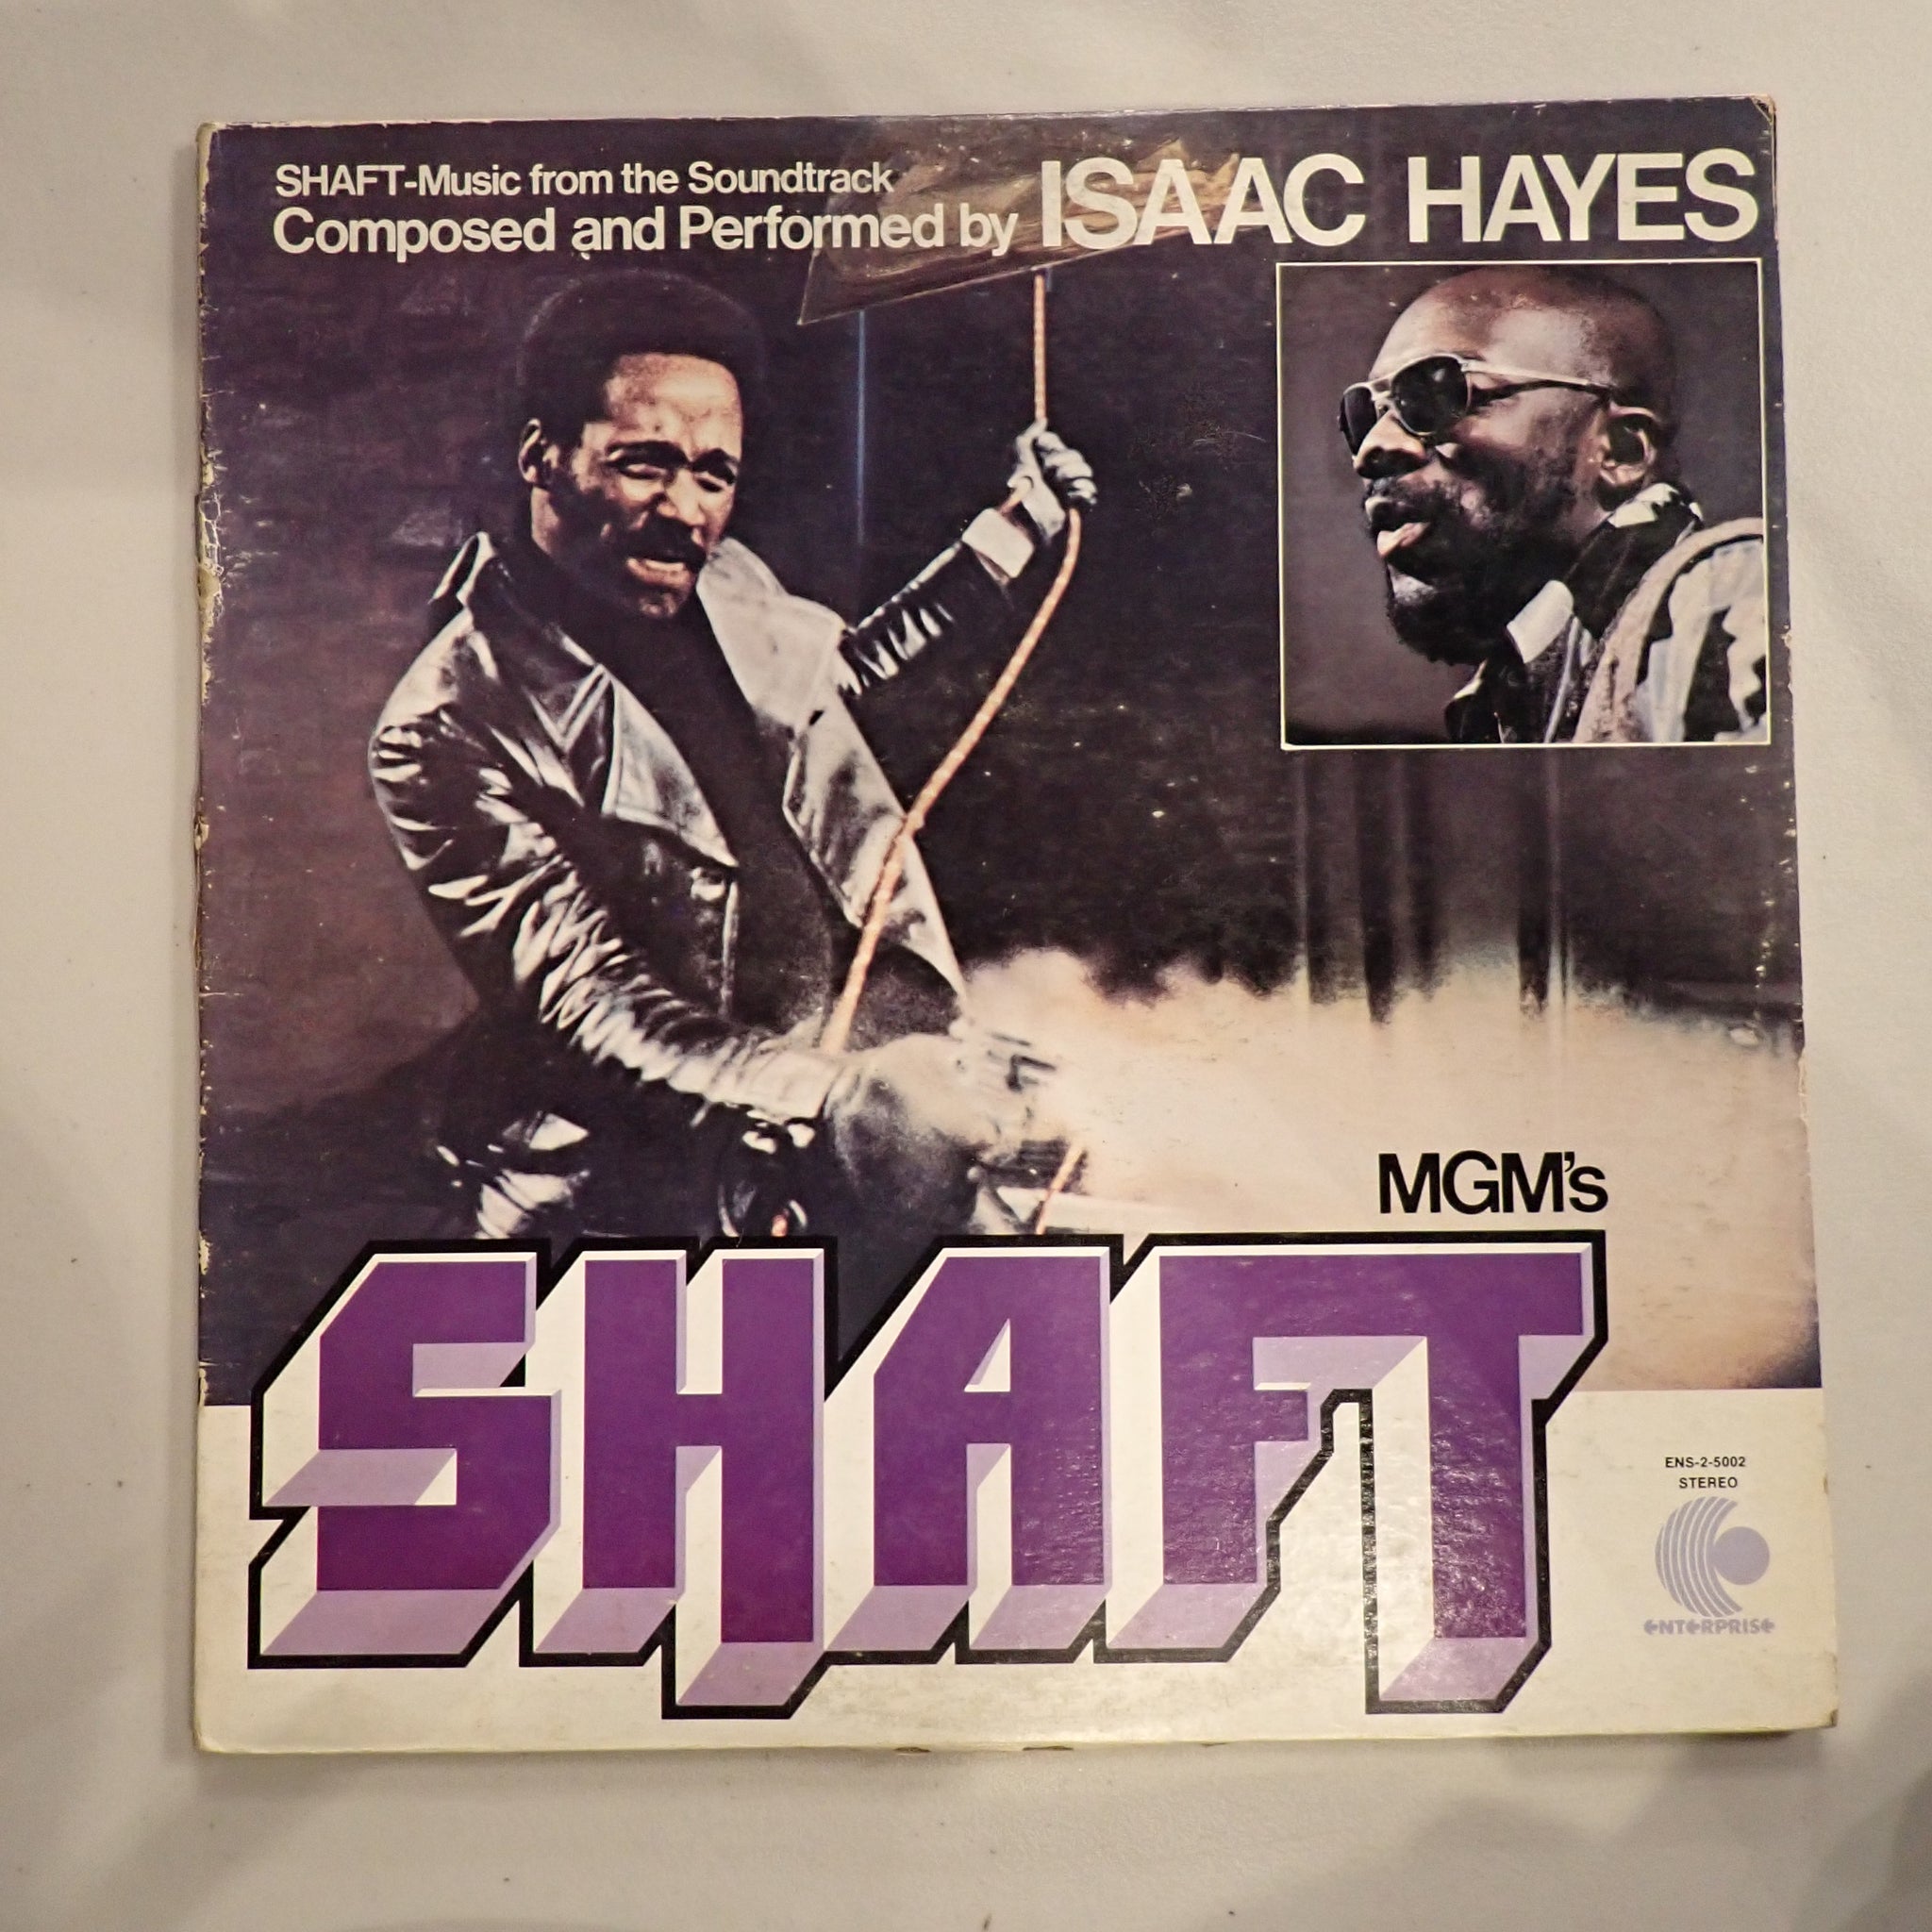 SHAFT-Music from the Soundtrack
Composed and Performed by ISAAC HAYES
MGM's
SHAFT
ENS-2-5002
STEREO
ENTERPRISE